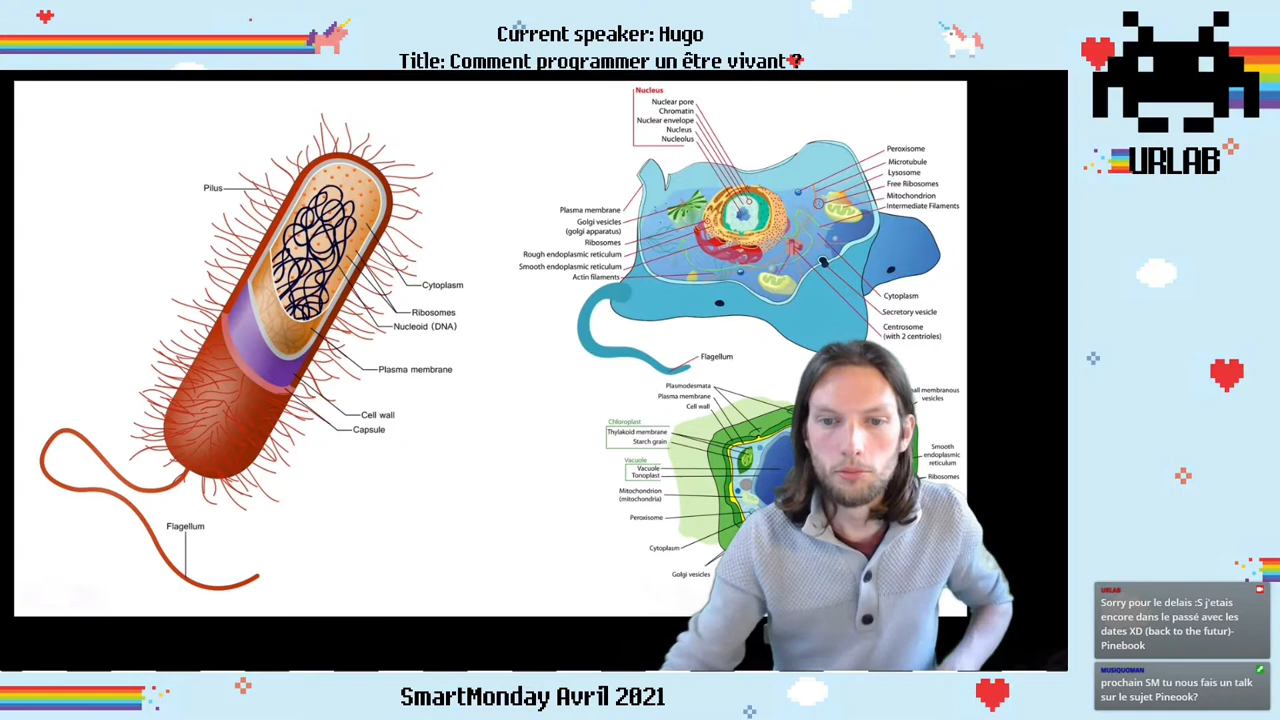 Current speaker: Hugo
Title: Comment programmer un être vivant ?
URLAB
Pilus
Cytoplasm
Ribosomes
Nucleoid (DNA)
Plasma membrane
Cell wall
Capsule
Flagellum
Nucleus
Nuclear pore
Chromatin
Nuclear envelope
Nucleus
Nucleolus
Plasma membrane
Golgi vesicles
(golgi apparatus)
Ribosomes
Rough endoplasmic reticulum
Smooth endoplasmic reticulum
Actin filaments
Peroxisome
Microtubule
Lysosome
Free Ribosomes
Mitochondrion
Intermediate Filaments
Cytoplasm
Secretory vesicle
Centrosome
(with 2 centrioles)
Flagellum
Plasmodesmata
Plasma membrane
Cell wall
Chloroplast
Thylakoid membrane
Starch grain
Vacuole
Vacuole
Tonoplast
Mitochondrion
(mitochondria)
Peroxisome
Cytoplasm
Golgi vesicles
membranous
vesicles
Smooth
endoplasmic
reticulum
Ribosomes
URLAB
Sorry pour le delais :S j'etais
encore dans le passé avec les
dates XD (back to the futur)-
Pinebook
MUSIQUOMAN
prochain SM tu nous fais un talk
sur le sujet Pineook?
SmartMonday Avril 2021